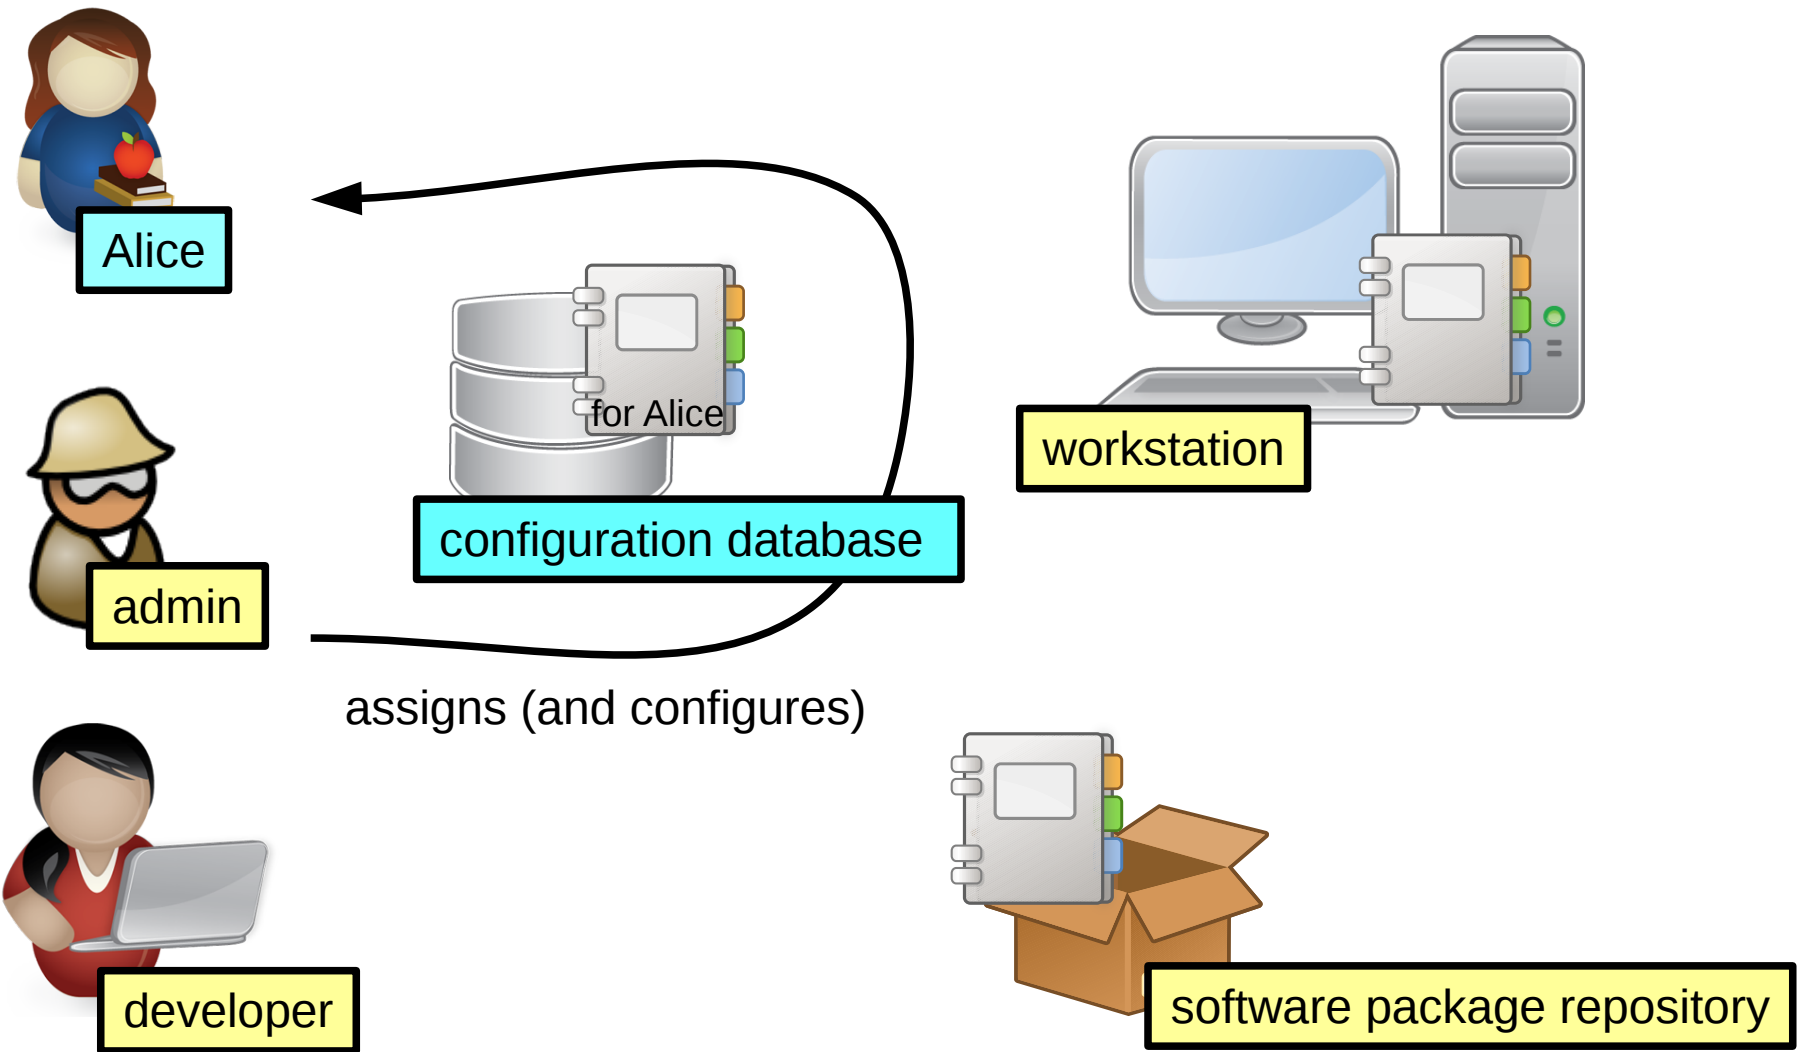 Alice
for Alice
workstation
configuration database
admin
assigns (and configures)
developer
software package repository